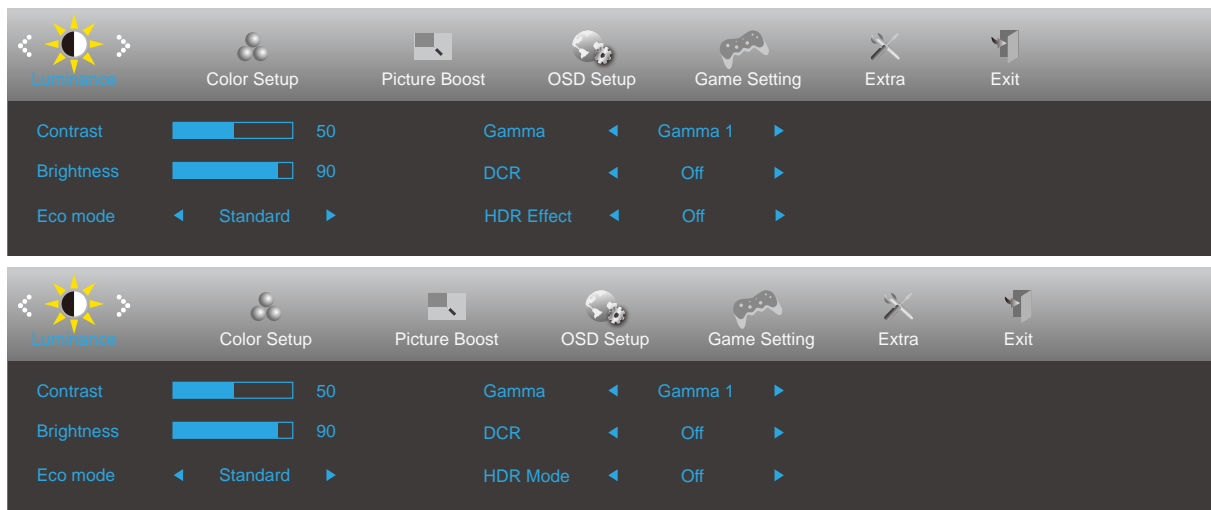 Luminance Color Setup Picture Boost OSD Setup Game Setting Extra Exit
Contrast 50 Gamma Gamma 1
Brightness 90 DCR Off
Eco mode Standard HDR Effect Off
Luminance Color Setup Picture Boost OSD Setup Game Setting Extra Exit
Contrast 50 Gamma Gamma 1
Brightness 90 DCR Off
Eco mode Standard HDR Mode Off